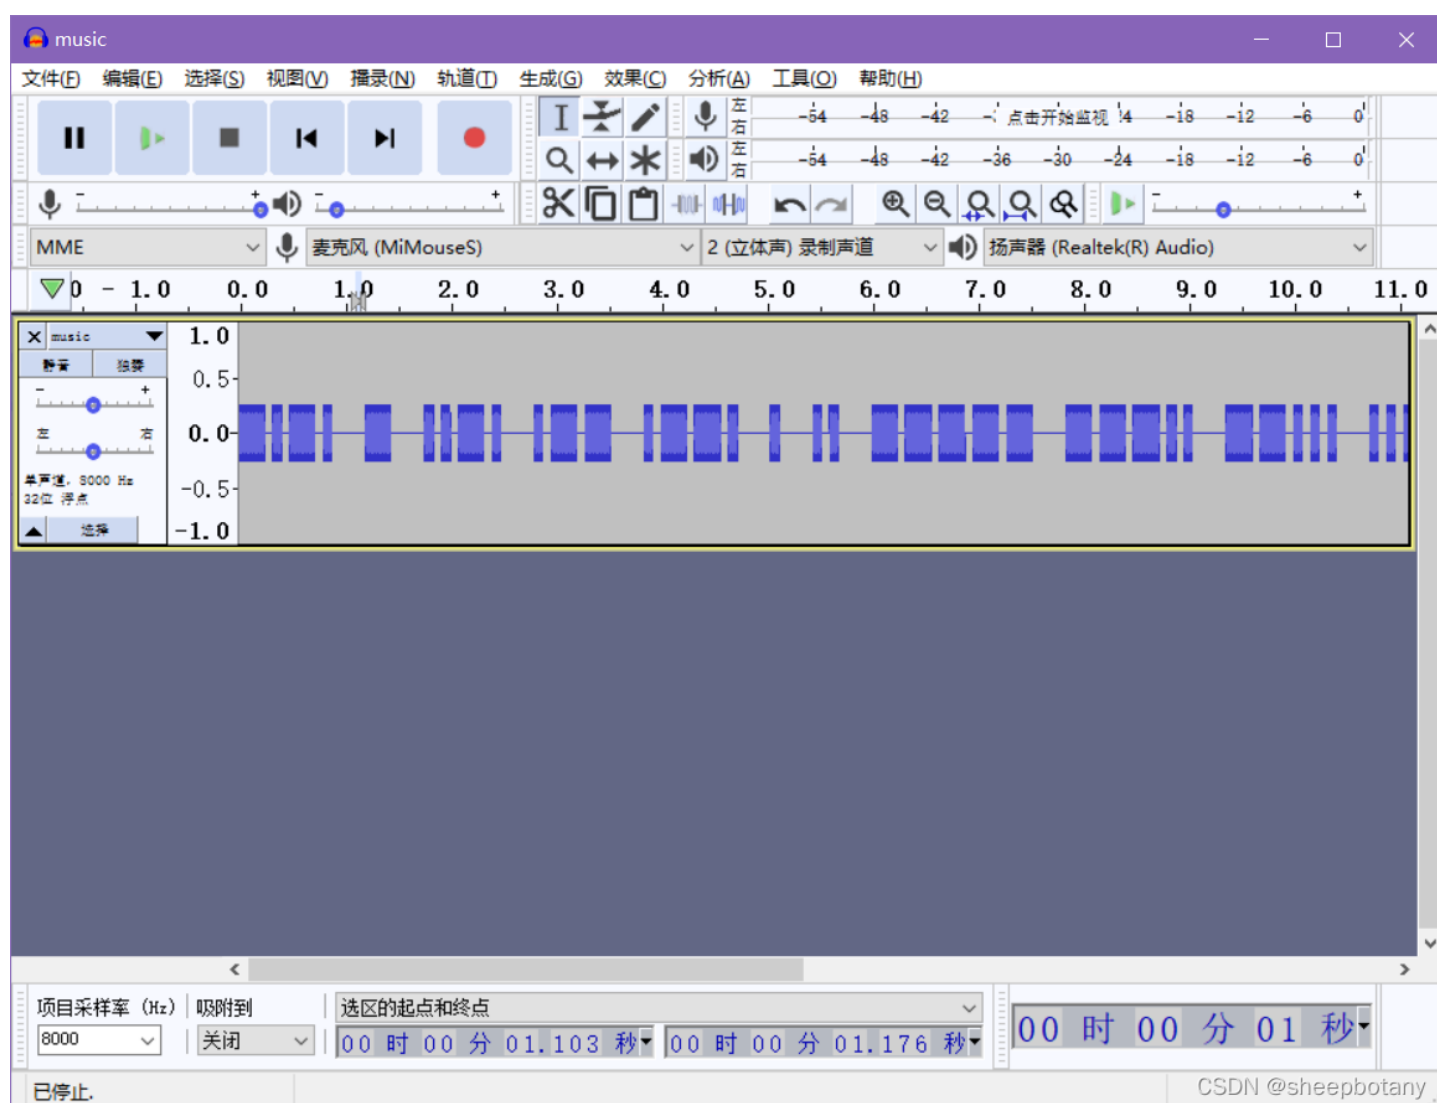 music
文件(F) 编辑(E) 选择(S) 视图(V) 播录(N) 轨道(T) 生成(G) 效果(C) 分析(A) 工具(O) 帮助(H)
左 右 -54 -48 -42 点击开始监视 -18 -12 -6 0
左 右 -54 -48 -42 -36 -30 -24 -18 -12 -6 0
- + - + - +
MME 麦克风 (MiMouseS) 2 (立体声) 录制声道 扬声器 (Realtek(R) Audio)
- 1.0 0.0 1.0 2.0 3.0 4.0 5.0 6.0 7.0 8.0 9.0 10.0 11.0
X music 1.0
静音 独奏 0.5
- +
左 右 0.0
单声道, 8000 Hz
32位 浮点 -0.5
选择 -1.0
项目采样率 (Hz) 吸附到 选区的起点和终点
8000 关闭 00 时 00 分 01.103 秒 00 时 00 分 01.176 秒 00 时 00 分 01 秒
已停止.
CSDN @sheepbotany